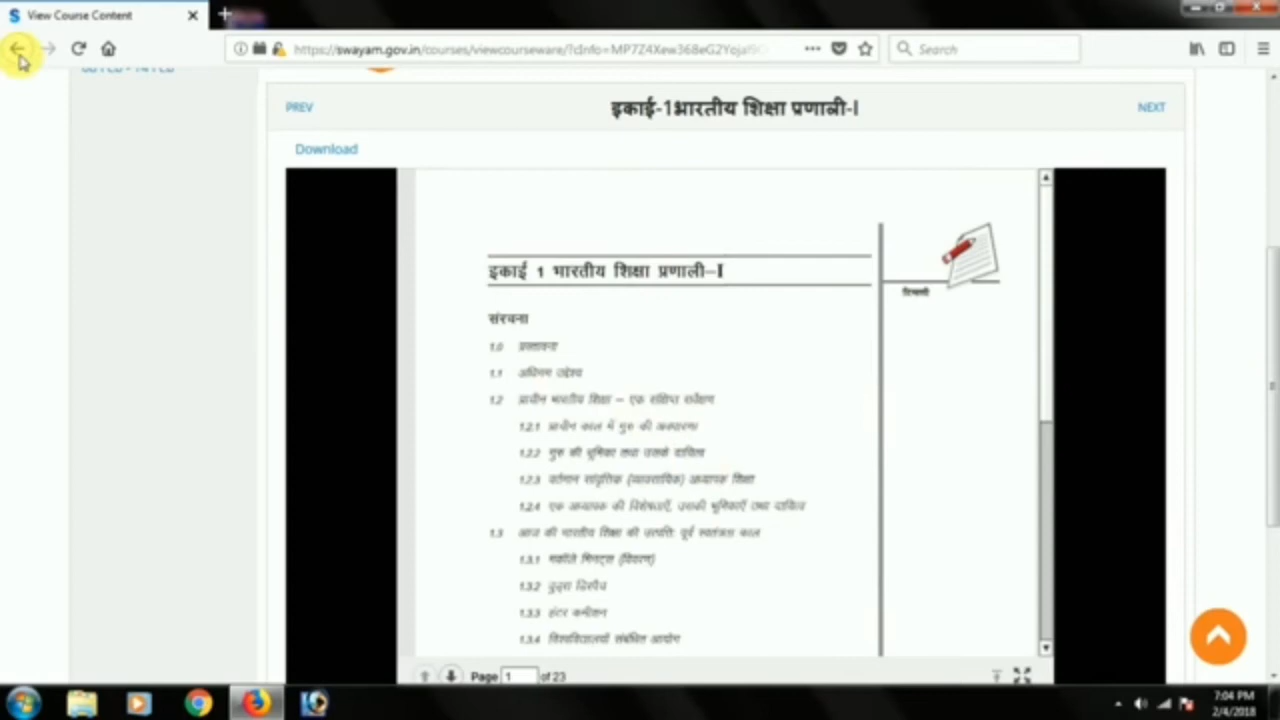 View Course Content
https://swayam.gov.in/courses/viewcourseware/?
Search
PREV
इकाई-1भारतीय शिक्षा प्रणाली-I
NEXT
Download
इकाई 1 भारतीय शिक्षा प्रणाली–I
टिप्पणी
संरचना
1.0 प्रस्तावना
1.1 अधिगम उद्देश्य
1.2 प्राचीन भारतीय शिक्षा – एक संक्षिप्त सर्वेक्षण
1.2.1 प्राचीन काल में गुरु की अवधारणा
1.2.2 गुरु की भूमिका तथा उसके दायित्व
1.2.3 वर्तमान सांवृत्तिक (व्यावसायिक) अध्यापक शिक्षा
1.2.4 एक अध्यापक की विशेषताएँ, उसकी भूमिकाएँ तथा दायित्व
1.3 आज की भारतीय शिक्षा की उत्पत्ति: पूर्व स्वतंत्रता काल
1.3.1 मकॉले मिनट्स (विवरण)
1.3.2 वुड्स डिस्पैच
1.3.3 हंटर कमीशन
1.3.4 विश्वविद्यालयों संबंधित आयोग
Page 1 of 23
7:04 PM
2/4/2018